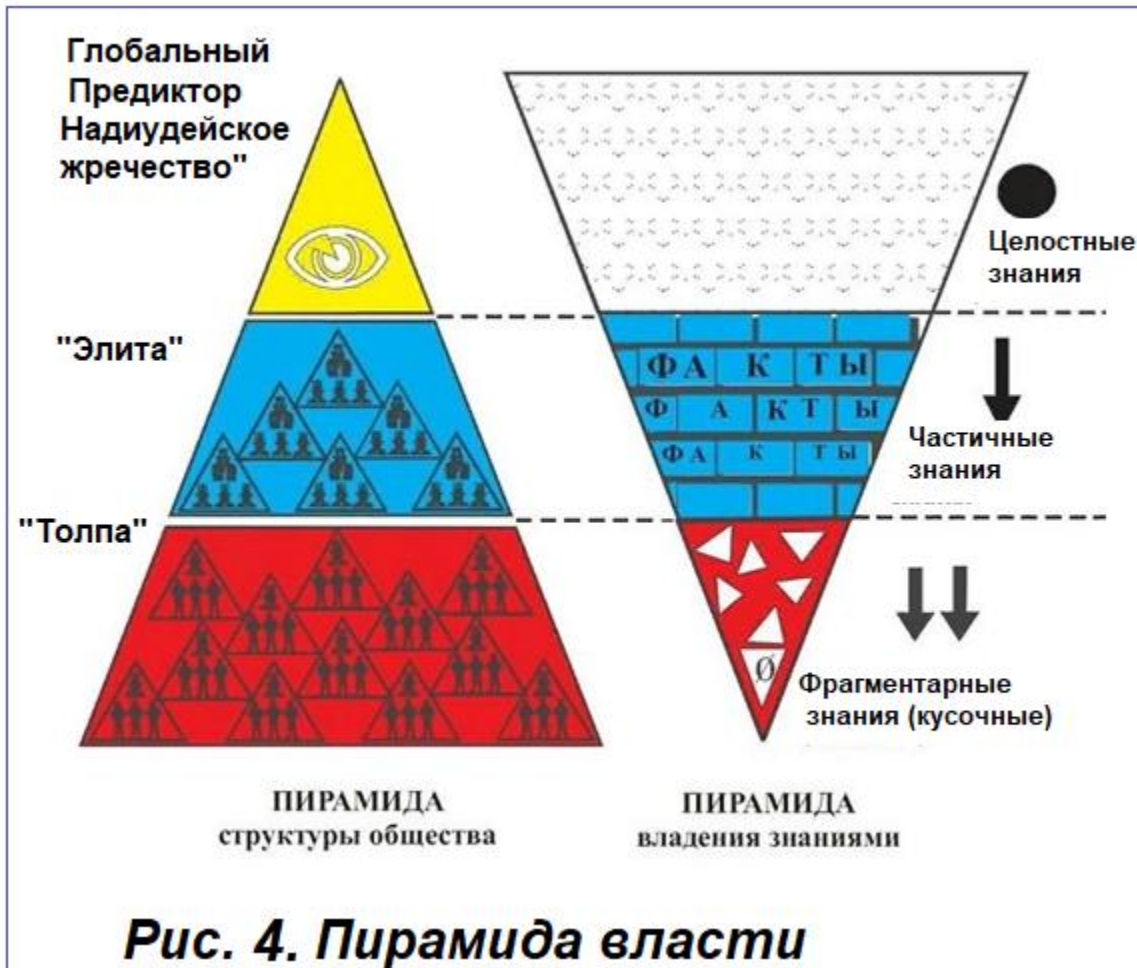 Глобальный
Предиктор
Надиудейское
жречество"
Целостные
знания
"Элита"
ФА К ТЫ
Ф А К Т Ы
ФА К Т Ы
Частичные
знания
"Толпа"
Ø
Фрагментарные
знания (кусочные)
ПИРАМИДА
структуры общества
ПИРАМИДА
владения знаниями
Рис. 4. Пирамида власти